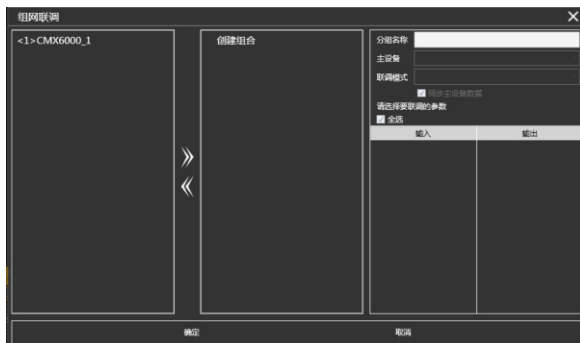 组网联调
<1>CMX6000_1
创建组合
分组名称
主设备
联调模式
同步主设备数据
请选择要联调的参数
全选
输入 输出
确定 取消